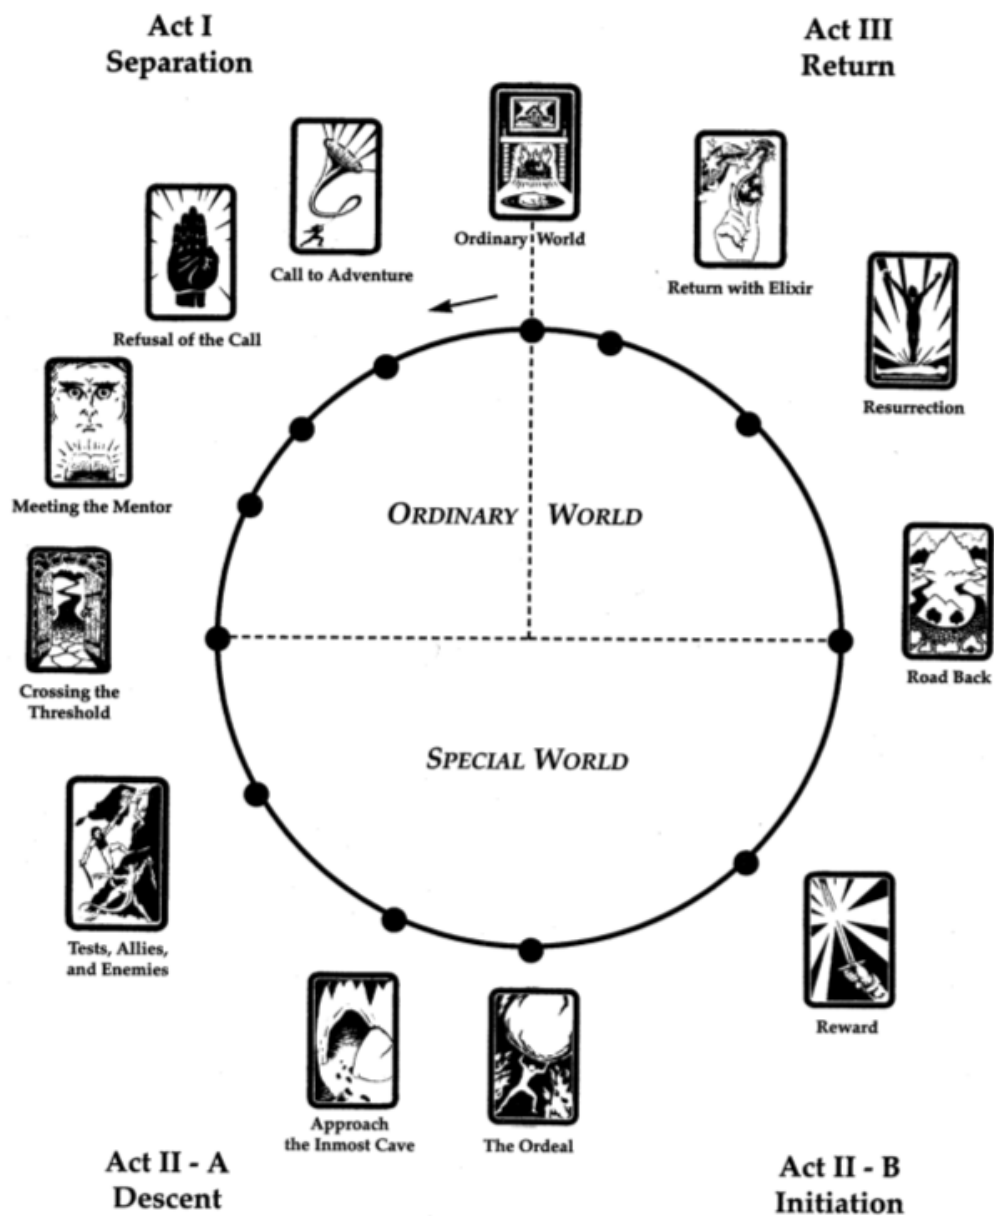 Act I
Separation
Act III
Return
Ordinary World
Call to Adventure
Return with Elixir
Refusal of the Call
Resurrection
Meeting the Mentor
ORDINARY WORLD
Crossing the
Threshold
Road Back
SPECIAL WORLD
Tests, Allies,
and Enemies
Reward
Approach
the Inmost Cave
The Ordeal
Act II - A
Descent
Act II - B
Initiation